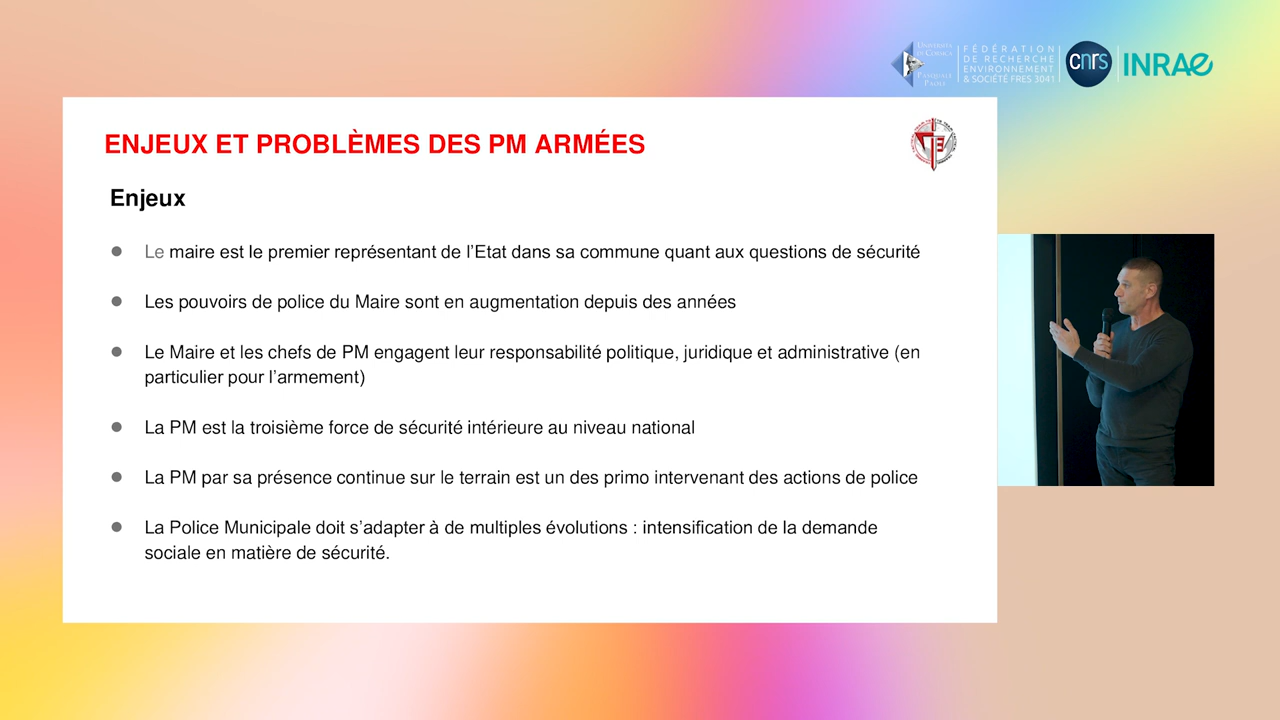 UNIVERSITÀ
DI CORSICA
PASQUALE
PAOLI
FÉDÉRATION
DE RECHERCHE
ENVIRONNEMENT
& SOCIÉTÉ FRES 3041
cnrs
INRAE
ENJEUX ET PROBLÈMES DES PM ARMÉES
Enjeux
Le maire est le premier représentant de l’Etat dans sa commune quant aux questions de sécurité
Les pouvoirs de police du Maire sont en augmentation depuis des années
Le Maire et les chefs de PM engagent leur responsabilité politique, juridique et administrative (en
particulier pour l’armement)
La PM est la troisième force de sécurité intérieure au niveau national
La PM par sa présence continue sur le terrain est un des primo intervenant des actions de police
La Police Municipale doit s’adapter à de multiples évolutions : intensification de la demande
sociale en matière de sécurité.